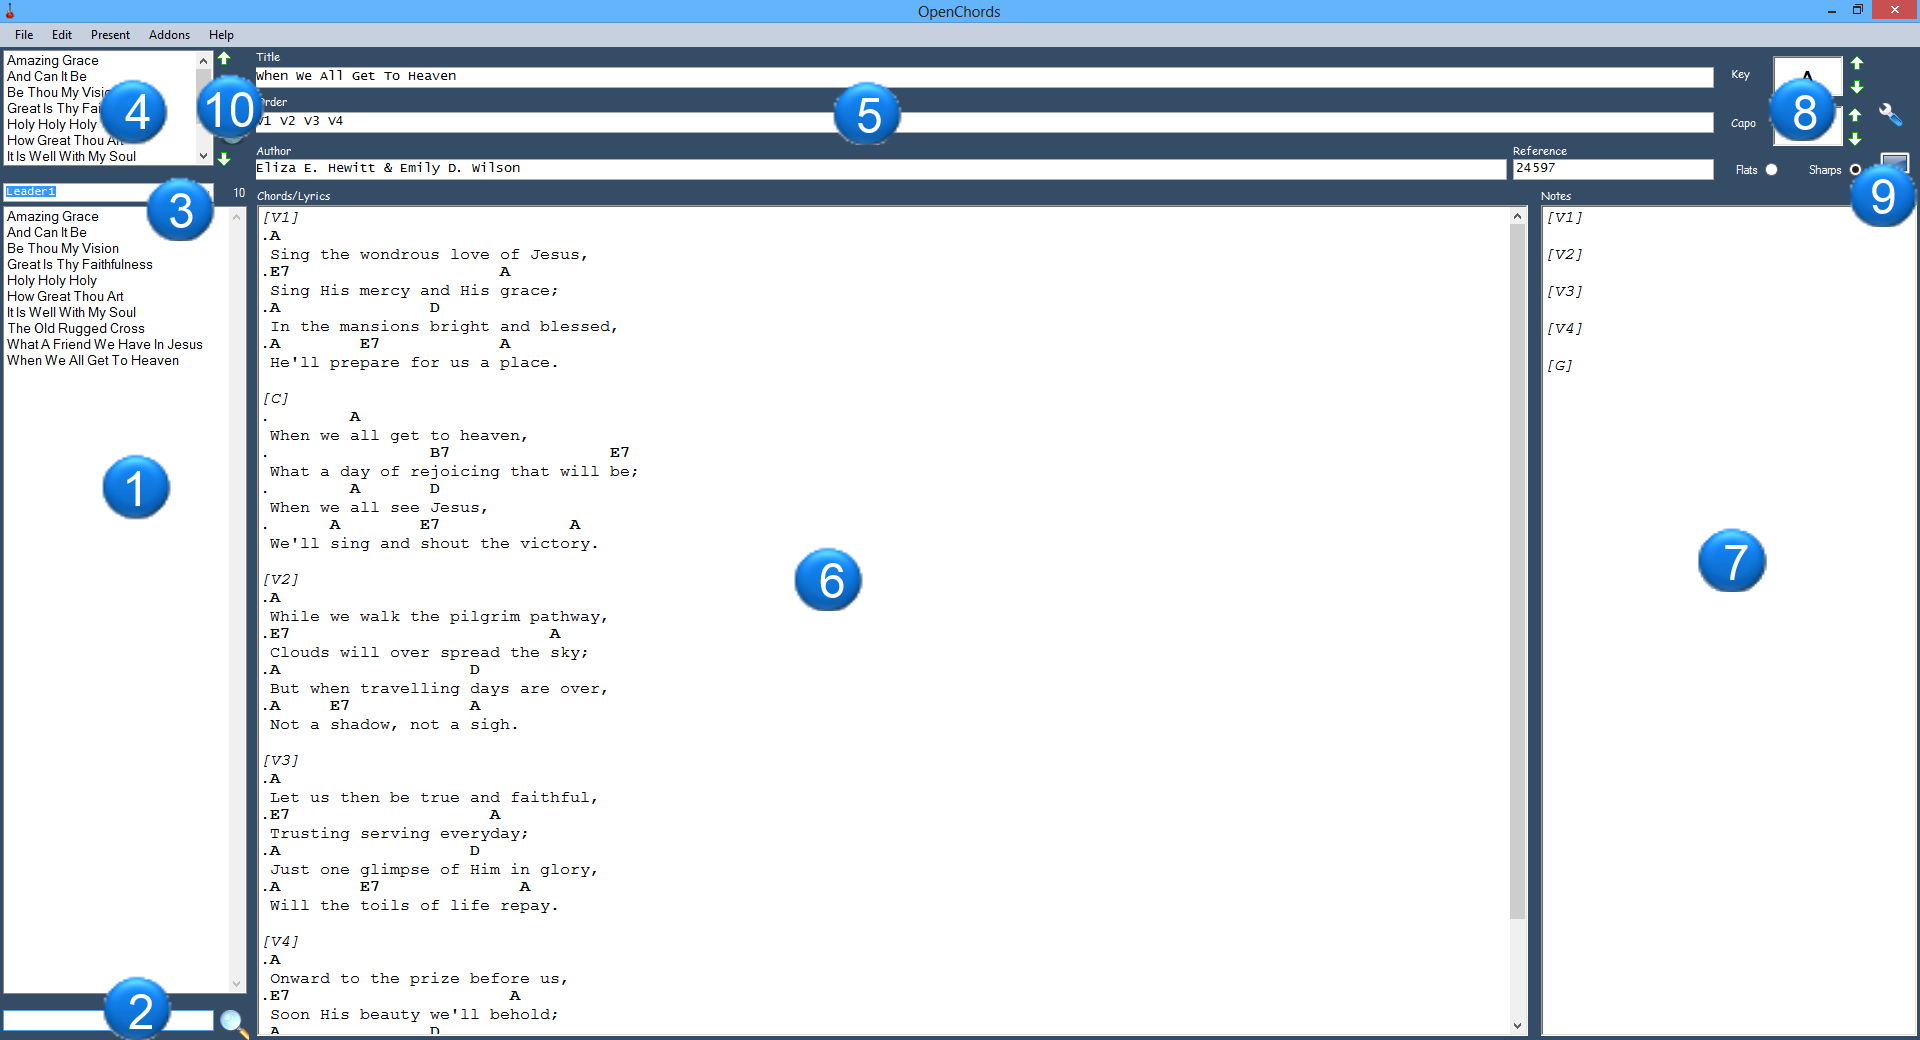 OpenChords
File Edit Present Addons Help
Amazing Grace
And Can It Be
Be Thou My
Great Is Thy
Holy Holy Holy
How Great Thou Art
It Is Well With My Soul
4
10
Title
When We All Get To Heaven
Order
V1 V2 V3 V4
5
Author
Eliza E. Hewitt & Emily D. Wilson
Reference
24597
Key
A
8
Capo
Flats
Sharps
9
Leader1
10
3
Amazing Grace
And Can It Be
Be Thou My Vision
Great Is Thy Faithfulness
Holy Holy Holy
How Great Thou Art
It Is Well With My Soul
The Old Rugged Cross
What A Friend We Have In Jesus
When We All Get To Heaven
1
2
Chords/Lyrics
[V1]
.A
Sing the wondrous love of Jesus,
.E7 A
Sing His mercy and His grace;
.A D
In the mansions bright and blessed,
.A E7 A
He'll prepare for us a place.
[C]
. A
When we all get to heaven,
. B7 E7
What a day of rejoicing that will be;
. A D
When we all see Jesus,
. A E7 A
We'll sing and shout the victory.
[V2]
.A
While we walk the pilgrim pathway,
.E7 A
Clouds will over spread the sky;
.A D
But when travelling days are over,
.A E7 A
Not a shadow, not a sigh.
[V3]
.A
Let us then be true and faithful,
.E7 A
Trusting serving everyday;
.A D
Just one glimpse of Him in glory,
.A E7 A
Will the toils of life repay.
[V4]
.A
Onward to the prize before us,
.E7 A
Soon His beauty we'll behold;
A D
6
Notes
[V1]
[V2]
[V3]
[V4]
[G]
7